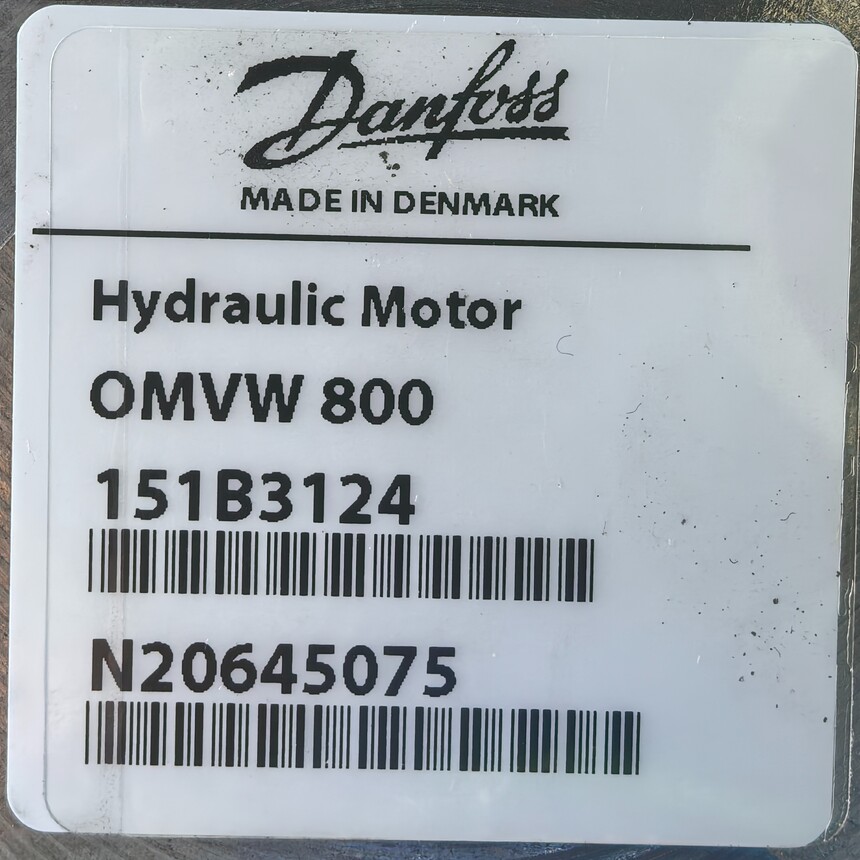 Danfoss
MADE IN DENMARK
Hydraulic Motor
OMVW 800
151B3124
N20645075